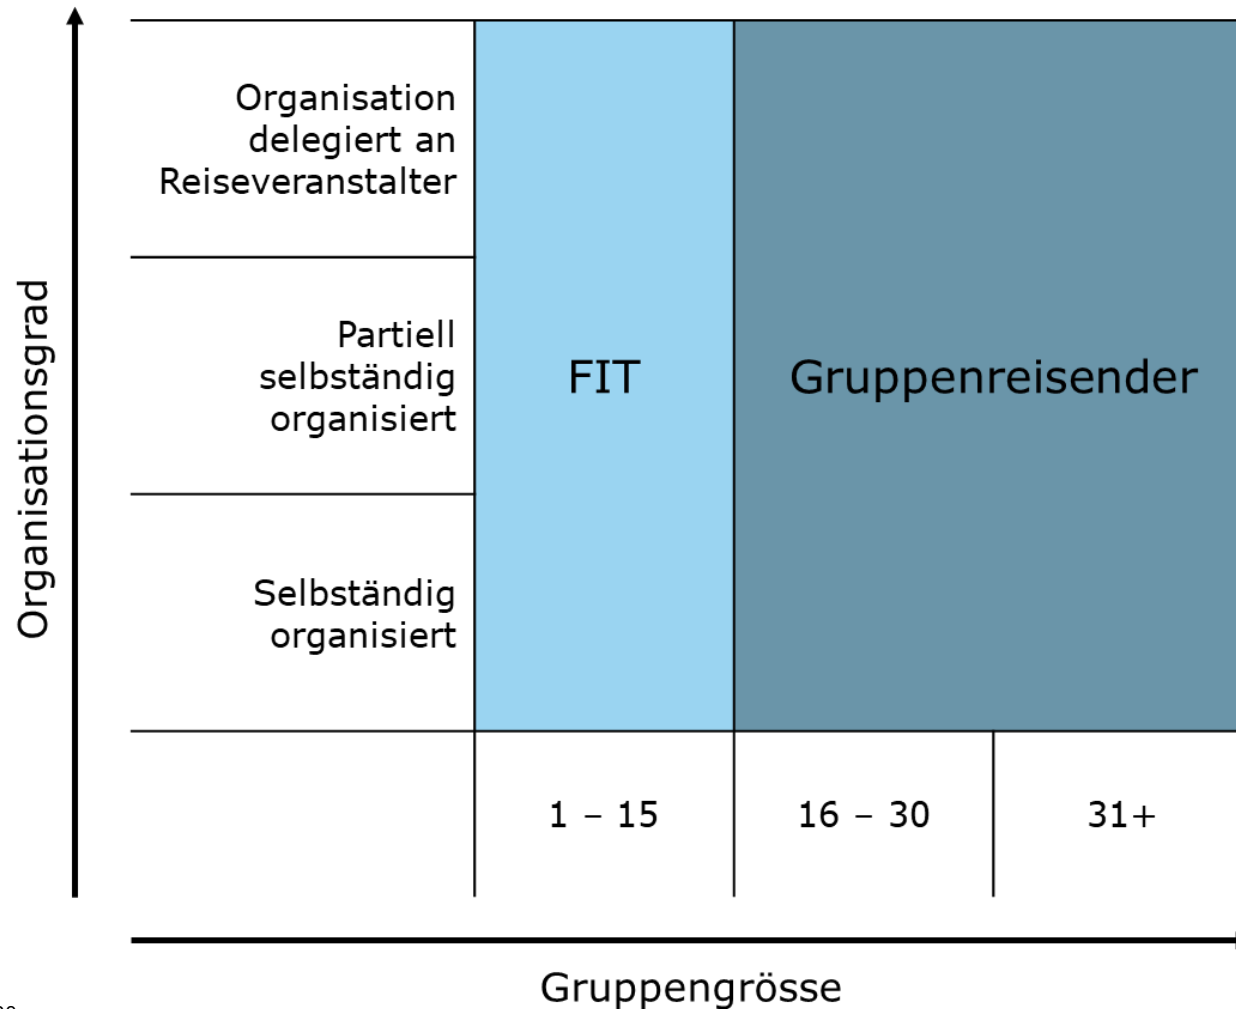 Organisationsgrad
Organisation
delegiert an
Reiseveranstalter
Partiell
selbständig
organisiert
FIT
Gruppenreisender
Selbständig
organisiert
1 – 15
16 – 30
31+
Gruppengrösse